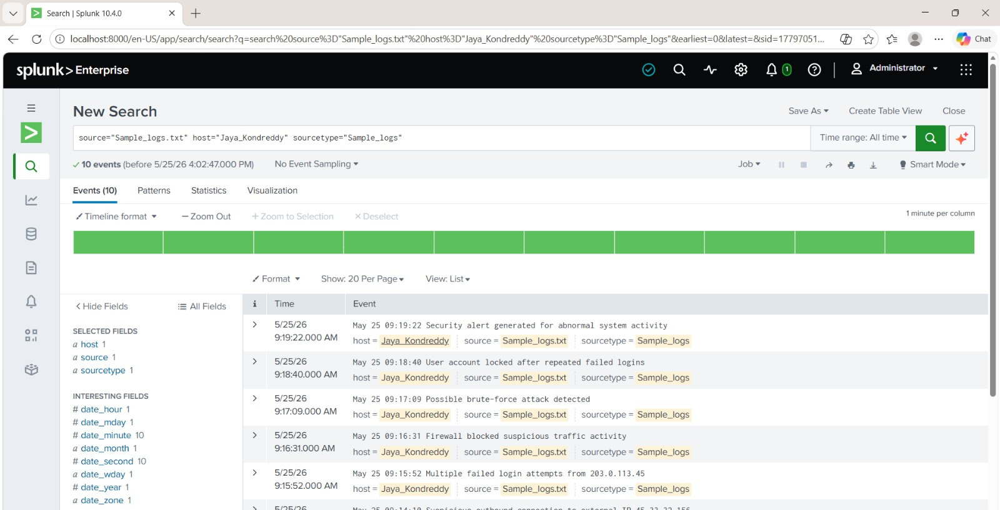 Search | Splunk 10.4.0
localhost:8000/en-US/app/search/search?q=search%20source%3D"Sample_logs.txt"%20host%3D"Jaya_Kondreddy"%20sourcetype%3D"Sample_logs"&earliest=0&latest=&sid=17797051...
Chat
splunk> Enterprise
1
Administrator
New Search
Save As
Create Table View
Close
source="Sample_logs.txt" host="Jaya_Kondreddy" sourcetype="Sample_logs"
Time range: All time
10 events (before 5/25/26 4:02:47.000 PM)
No Event Sampling
Job
Smart Mode
Events (10)
Patterns
Statistics
Visualization
Timeline format
Zoom Out
+ Zoom to Selection
× Deselect
1 minute per column
Format
Show: 20 Per Page
View: List
< Hide Fields
All Fields
SELECTED FIELDS
a host 1
a source 1
a sourcetype 1
INTERESTING FIELDS
# date_hour 1
# date_mday 1
# date_minute 10
a date_month 1
# date_second 10
a date_wday 1
# date_year 1
a date_zone 1
i
Time
Event
5/25/26
9:19:22.000 AM
May 25 09:19:22 Security alert generated for abnormal system activity
host = Jaya_Kondreddy source = Sample_logs.txt sourcetype = Sample_logs
5/25/26
9:18:40.000 AM
May 25 09:18:40 User account locked after repeated failed logins
host = Jaya_Kondreddy source = Sample_logs.txt sourcetype = Sample_logs
5/25/26
9:17:09.000 AM
May 25 09:17:09 Possible brute-force attack detected
host = Jaya_Kondreddy source = Sample_logs.txt sourcetype = Sample_logs
5/25/26
9:16:31.000 AM
May 25 09:16:31 Firewall blocked suspicious traffic activity
host = Jaya_Kondreddy source = Sample_logs.txt sourcetype = Sample_logs
5/25/26
9:15:52.000 AM
May 25 09:15:52 Multiple failed login attempts from 203.0.113.45
host = Jaya_Kondreddy source = Sample_logs.txt sourcetype = Sample_logs
5/25/26
May 25 09:14:10 Suspicious outbound connection to external IP